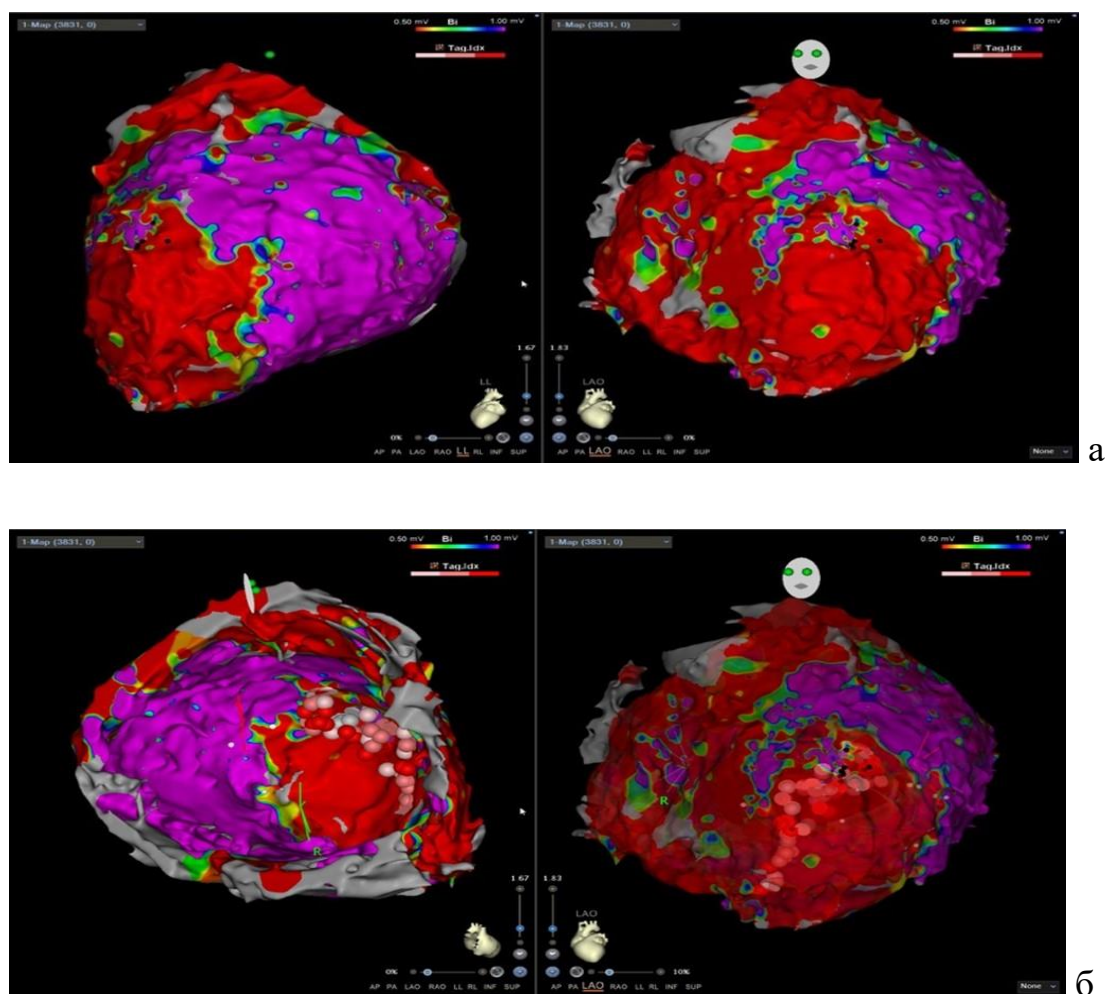 1-Map (3831, 0)
0.50 mV Bi 1.00 mV
Tag.Idx
1-Map (3831, 0)
0.50 mV Bi 1.00 mV
Tag.Idx
1.67
1.83
LL
LAO
0%
0%
AP PA LAO RAO LL RL INF SUP
AP PA LAO RAO LL RL INF SUP
None
а
1-Map (3831, 0)
0.50 mV Bi 1.00 mV
Tag.Idx
1-Map (3831, 0)
0.50 mV Bi 1.00 mV
Tag.Idx
R
R
1.67
1.83
LAO
0%
10%
AP PA LAO RAO LL RL INF SUP
AP PA LAO RAO LL RL INF SUP
None
б